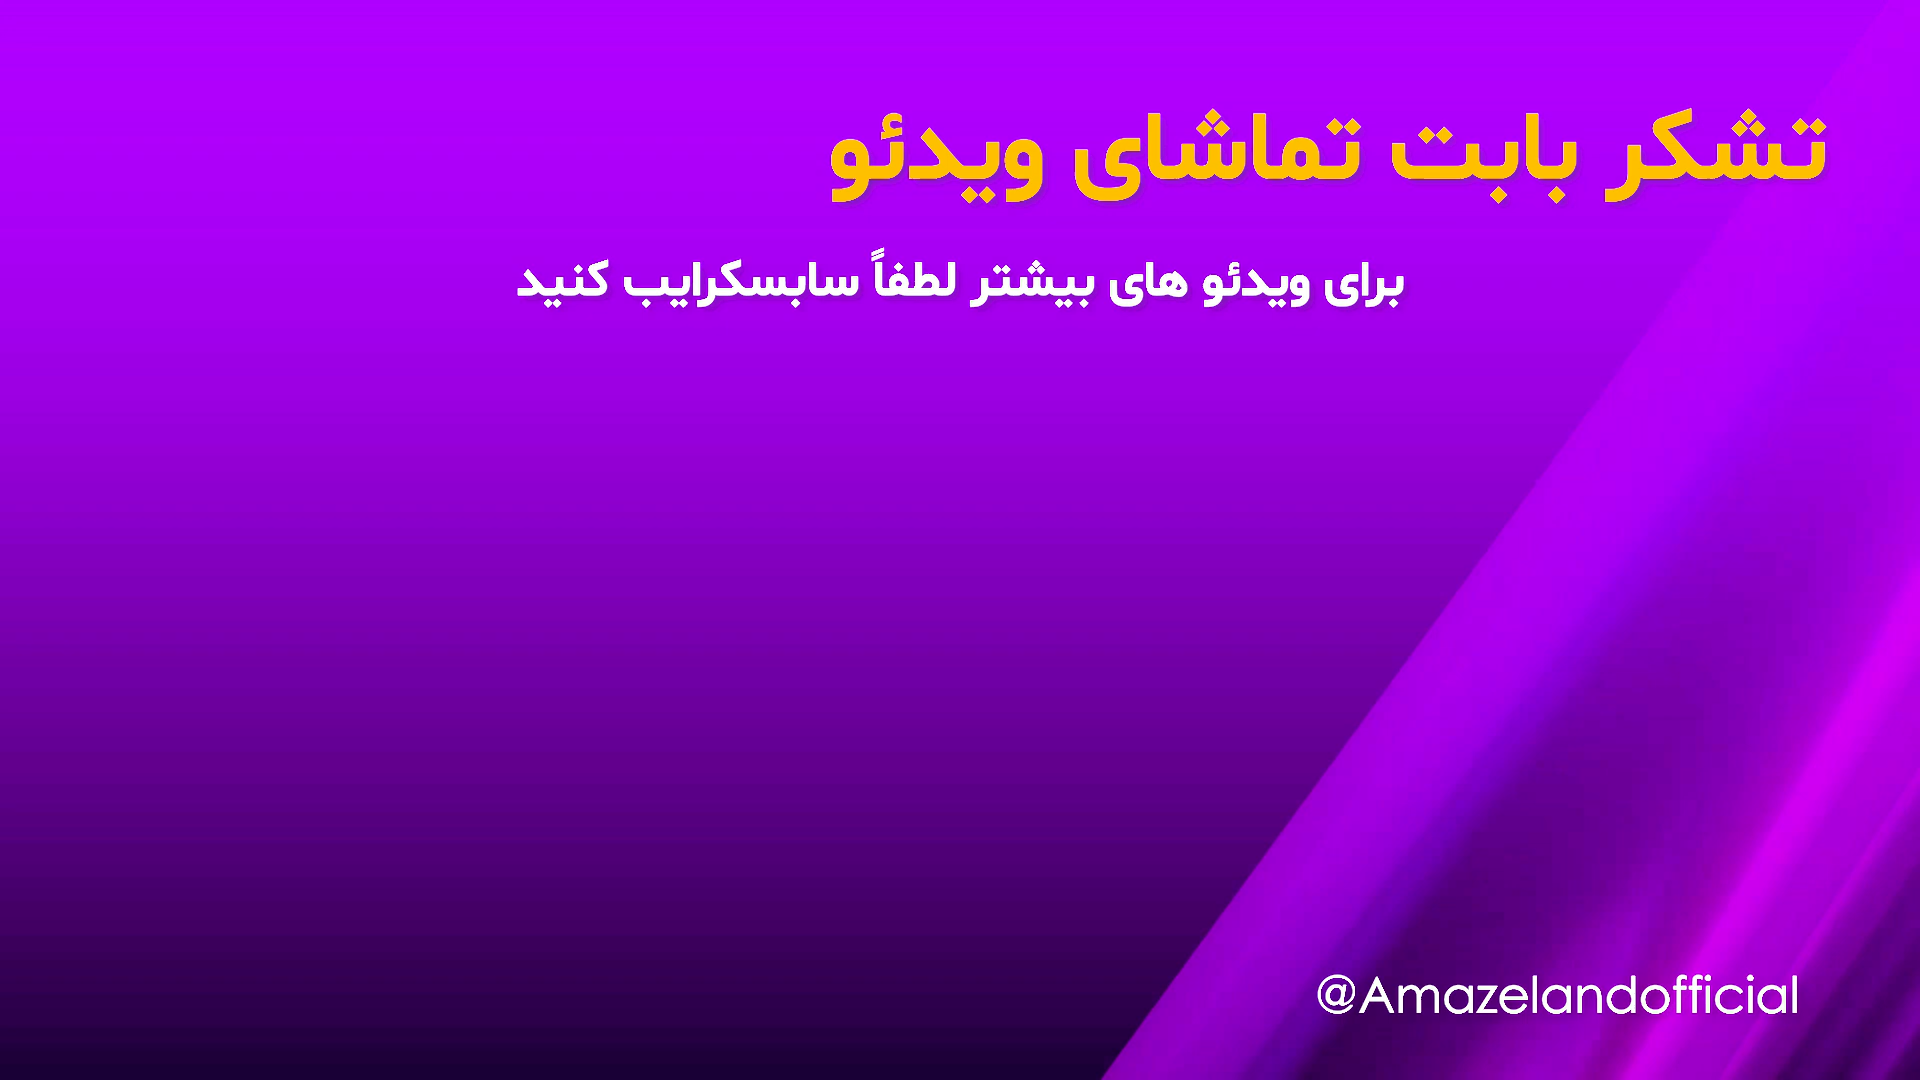 تشکر بابت تماشای ویدئو
برای ویدئو های بیشتر لطفاً سابسکرایب کنید
@Amazelandofficial